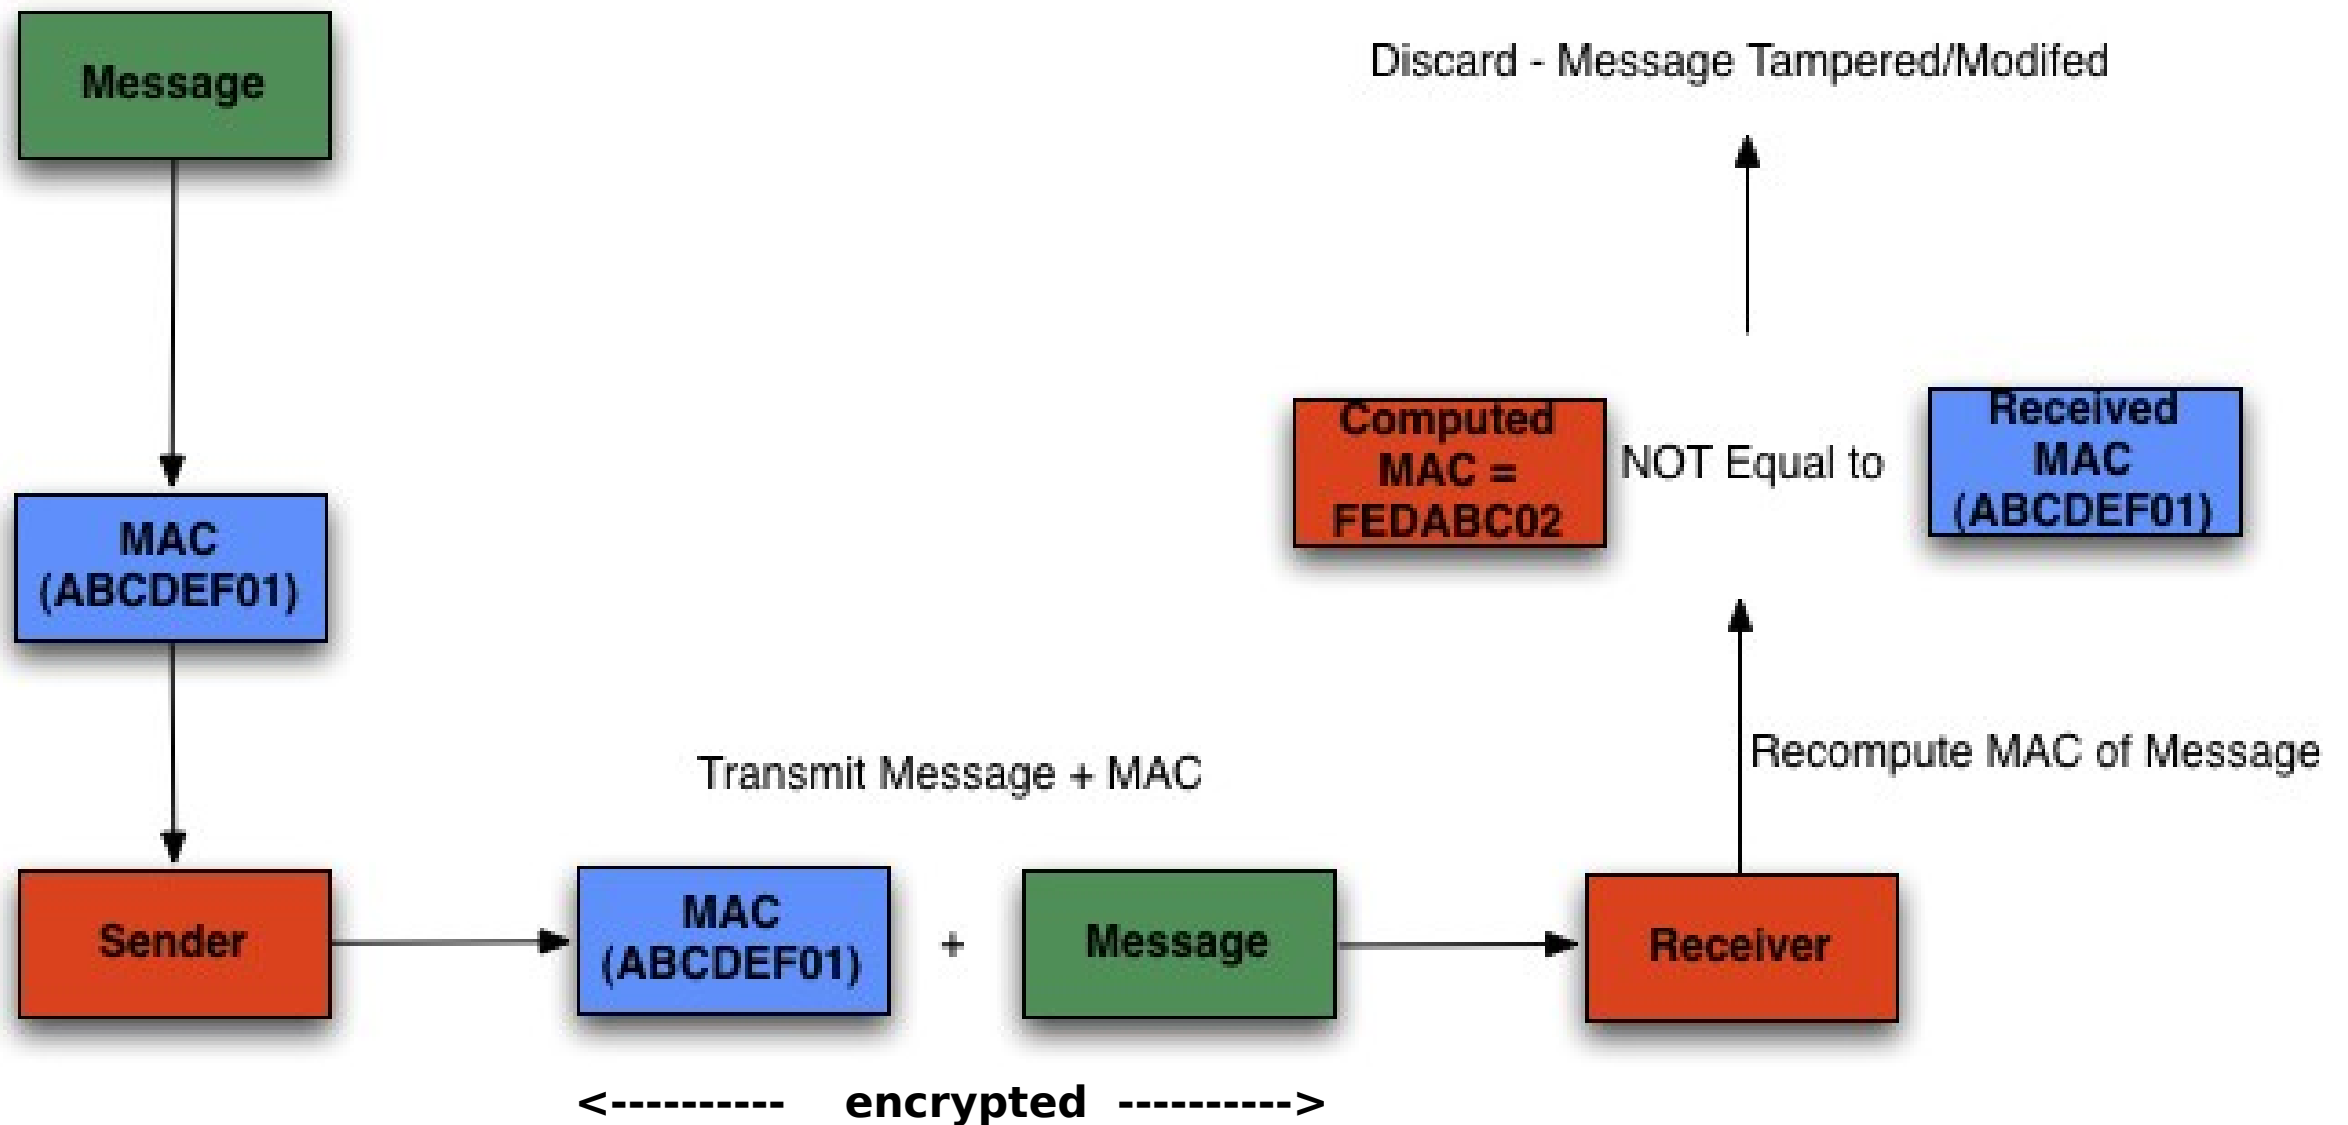 Message
Discard - Message Tampered/Modifed
MAC
(ABCDEF01)
Computed
MAC =
FEDABC02
NOT Equal to
Received
MAC
(ABCDEF01)
Transmit Message + MAC
Recompute MAC of Message
Sender
MAC
(ABCDEF01)
+
Message
Receiver
<---------- encrypted ---------->